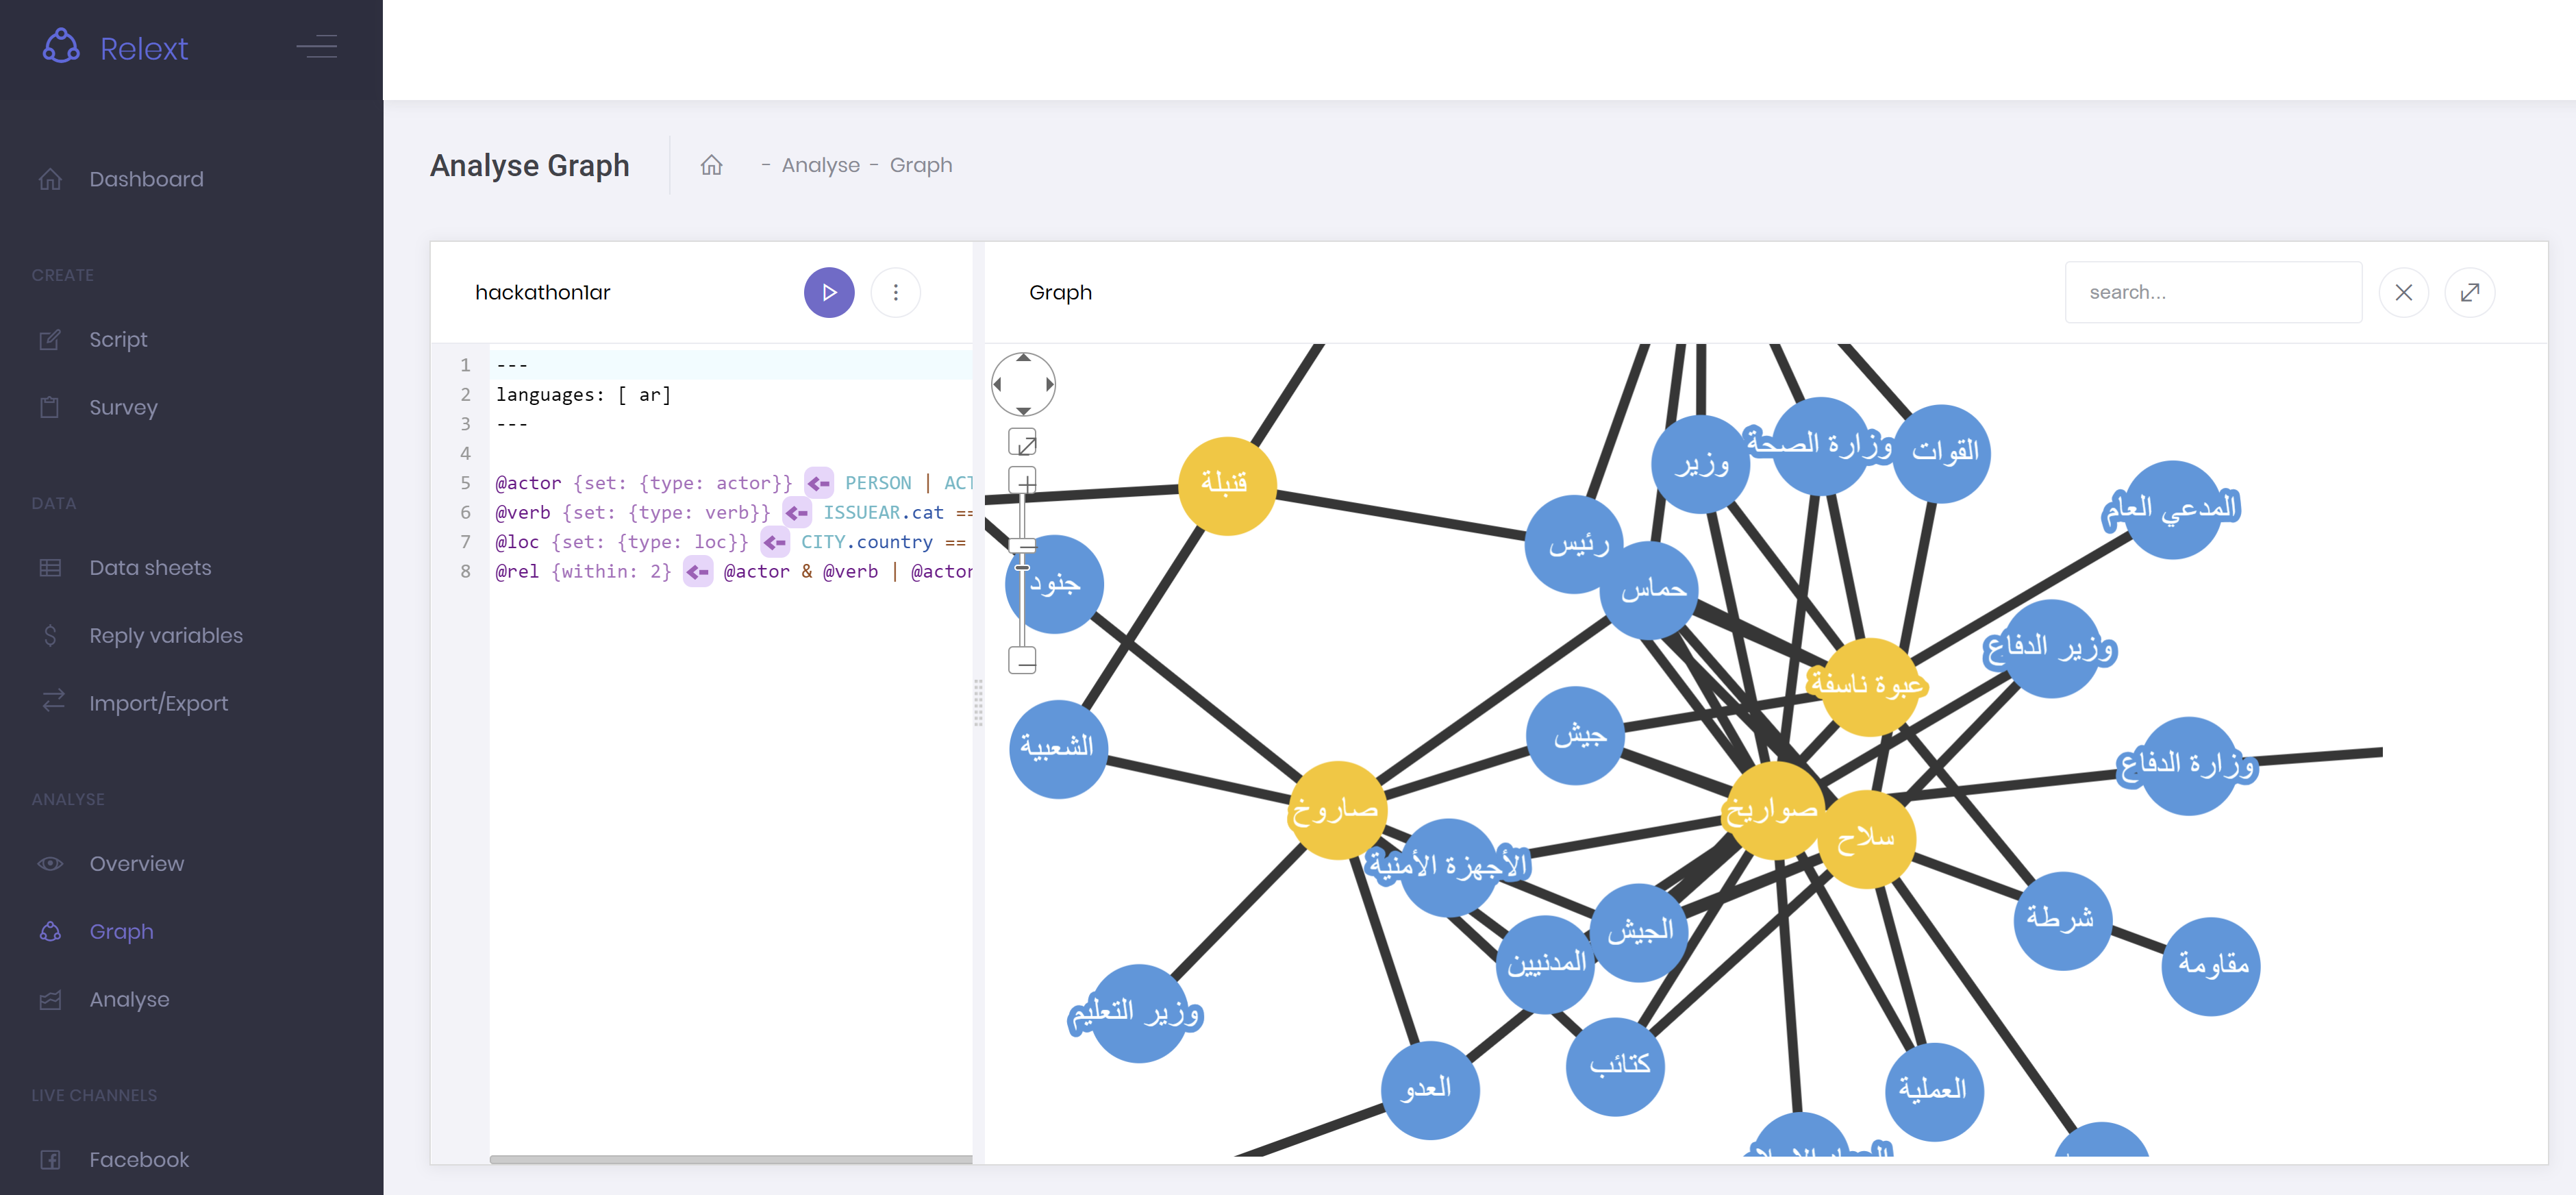 Relext
Dashboard
CREATE
Script
Survey
DATA
Data sheets
Reply variables
Import/Export
ANALYSE
Overview
Graph
Analyse
LIVE CHANNELS
Facebook
Analyse Graph
- Analyse - Graph
hackathon1ar
1 ---
2 languages: [ ar]
3 ---
4
5 @actor {set: {type: actor}} <- PERSON | ACT
6 @verb {set: {type: verb}} <- ISSUEAR.cat ==
7 @loc {set: {type: loc}} <- CITY.country ==
8 @rel {within: 2} <- @actor & @verb | @actor
Graph
search...
قنبلة
وزير
وزارة الصحة
القوات
المدعي العام
رئيس
حماس
جنود
وزير الدفاع
عبوة ناسفة
الشعبية
جيش
وزارة الدفاع
صاروخ
صواريخ
سلاح
الأجهزة الأمنية
الجيش
شرطة
المدنيين
مقاومة
وزير التعليم
كتائب
العدو
العملية